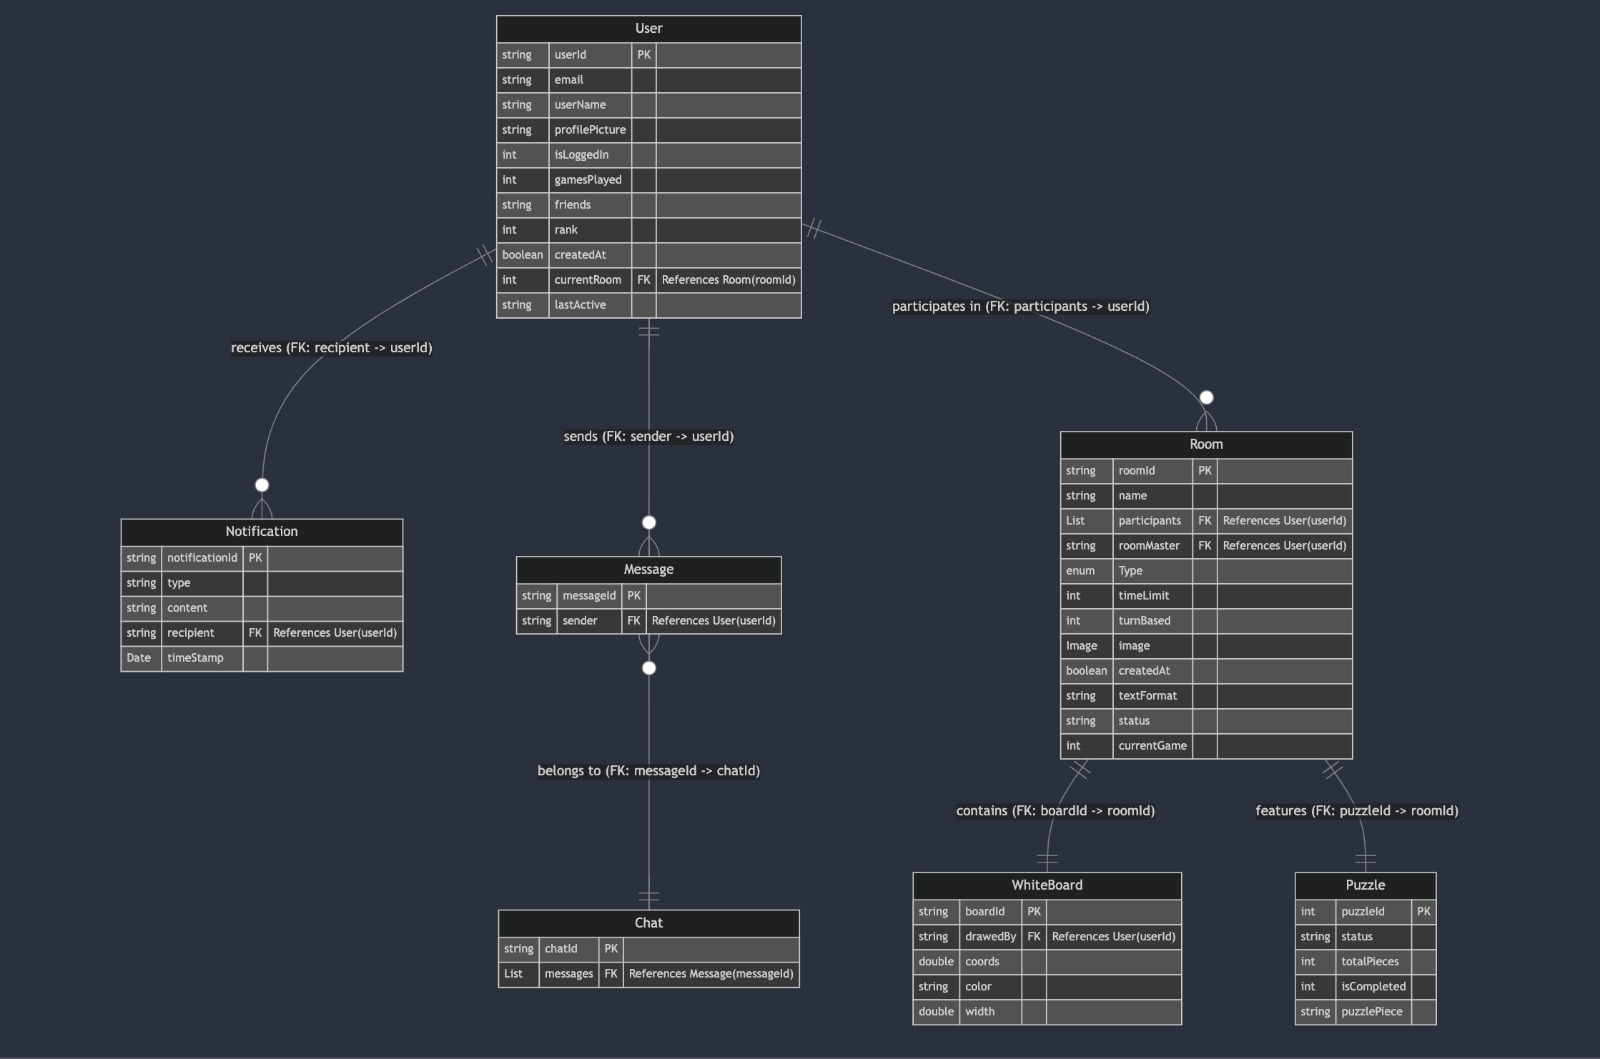 User
string userId PK
string email
string userName
string profilePicture
int isLoggedIn
int gamesPlayed
string friends
int rank
boolean createdAt
int currentRoom FK References Room(roomId)
string lastActive
participates in (FK: participants -> userId)
receives (FK: recipient -> userId)
sends (FK: sender -> userId)
Room
string roomId PK
string name
List participants FK References User(userId)
string roomMaster FK References User(userId)
enum Type
int timeLimit
int turnBased
Image image
boolean createdAt
string textFormat
string status
int currentGame
Notification
string notificationId PK
string type
string content
string recipient FK References User(userId)
Date timeStamp
Message
string messageId PK
string sender FK References User(userId)
belongs to (FK: messageId -> chatId)
contains (FK: boardId -> roomId)
features (FK: puzzleId -> roomId)
Chat
string chatId PK
List messages FK References Message(messageId)
WhiteBoard
string boardId PK
string drawedBy FK References User(userId)
double coords
string color
double width
Puzzle
int puzzleId PK
string status
int totalPieces
int isCompleted
string puzzlePiece